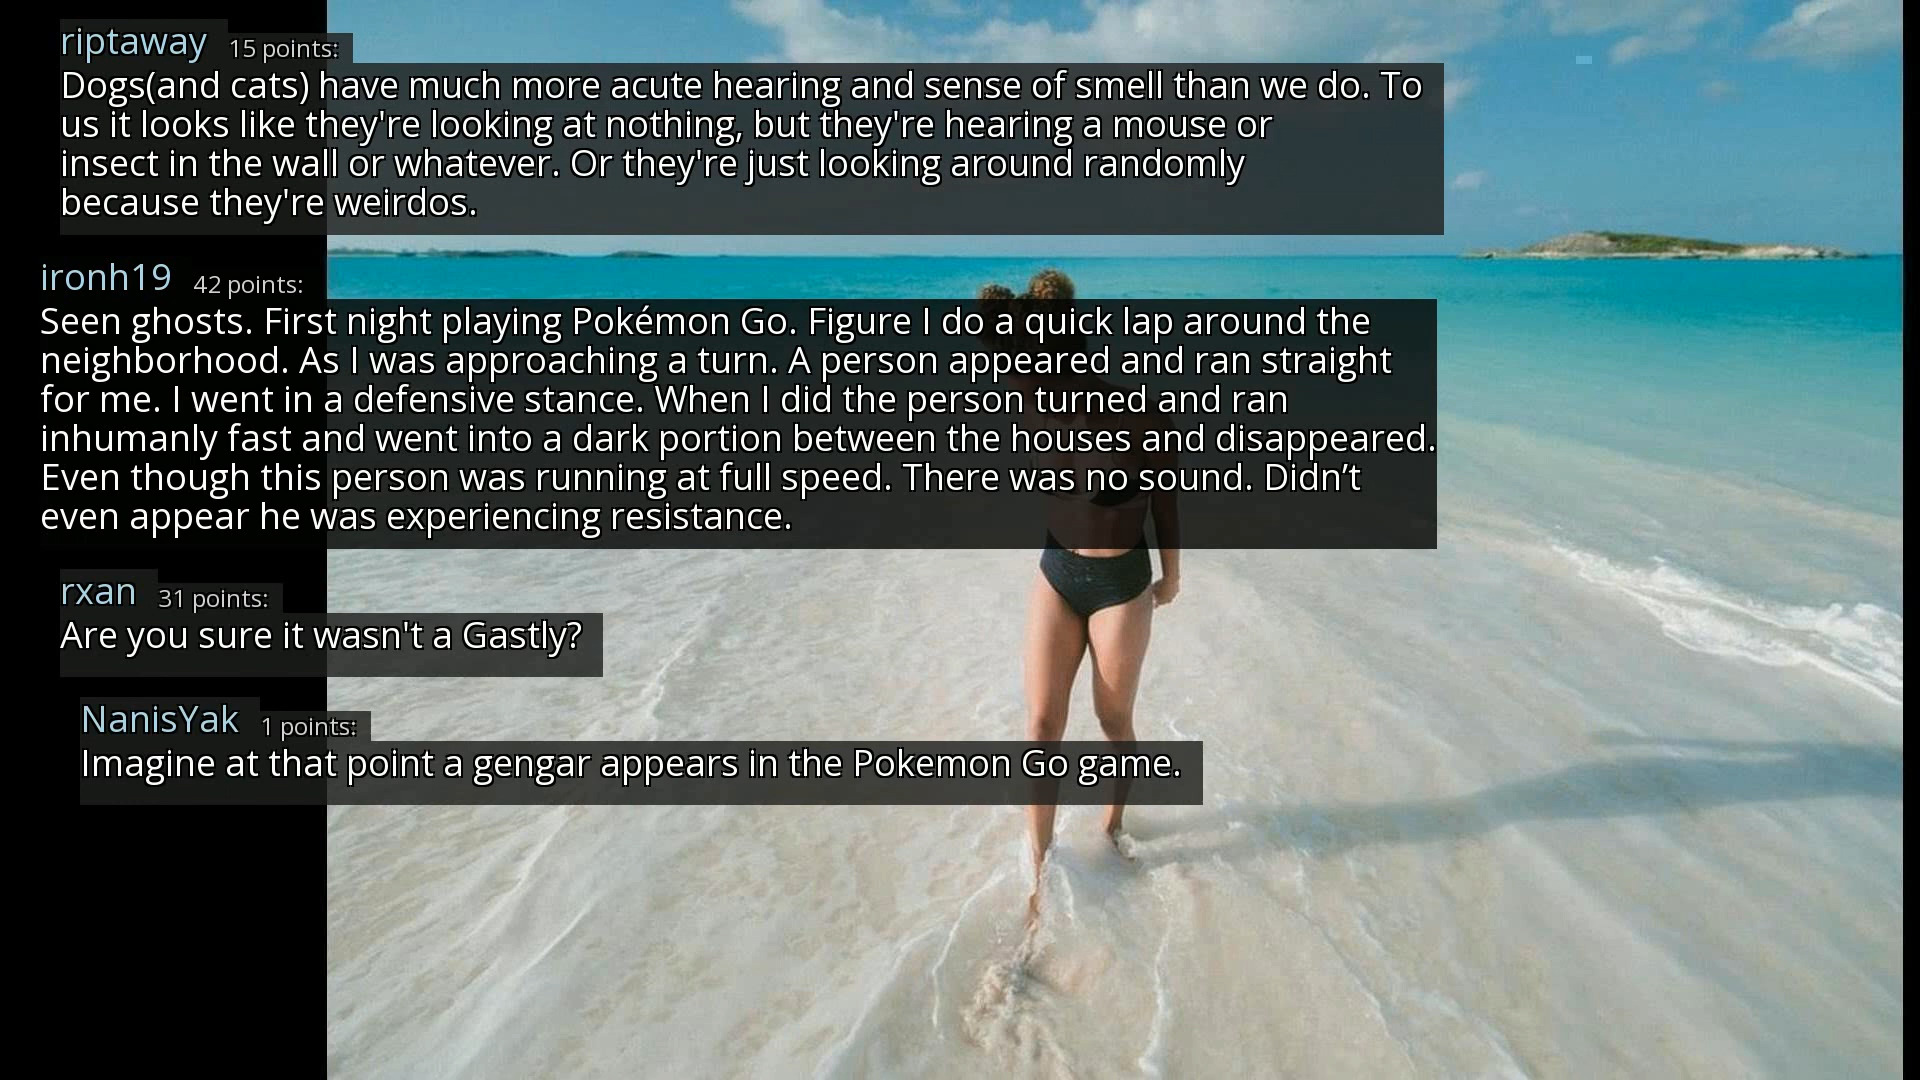 riptaway 15 points:
Dogs(and cats) have much more acute hearing and sense of smell than we do. To
us it looks like they're looking at nothing, but they're hearing a mouse or
insect in the wall or whatever. Or they're just looking around randomly
because they're weirdos.
ironh19 42 points:
Seen ghosts. First night playing Pokémon Go. Figure I do a quick lap around the
neighborhood. As I was approaching a turn. A person appeared and ran straight
for me. I went in a defensive stance. When I did the person turned and ran
inhumanly fast and went into a dark portion between the houses and disappeared.
Even though this person was running at full speed. There was no sound. Didn’t
even appear he was experiencing resistance.
rxan 31 points:
Are you sure it wasn't a Gastly?
NanisYak 1 points:
Imagine at that point a gengar appears in the Pokemon Go game.